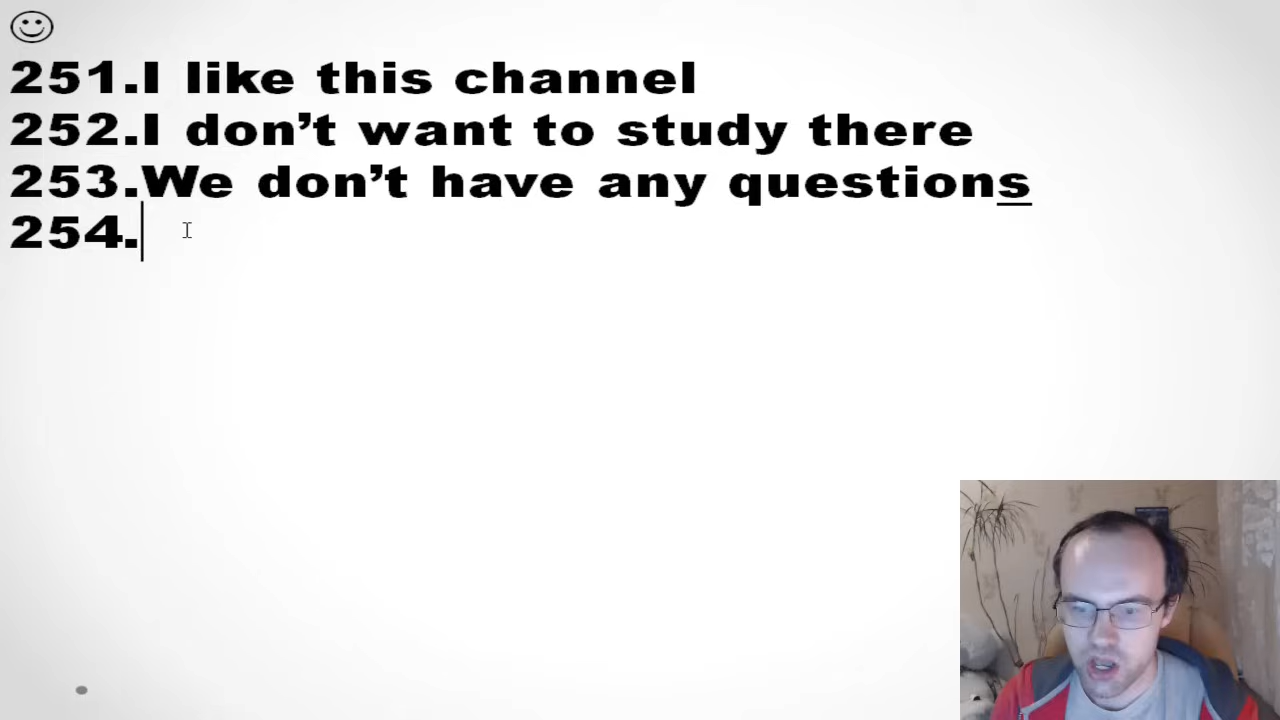 251.I like this channel
252.I don’t want to study there
253.We don’t have any questions
254.